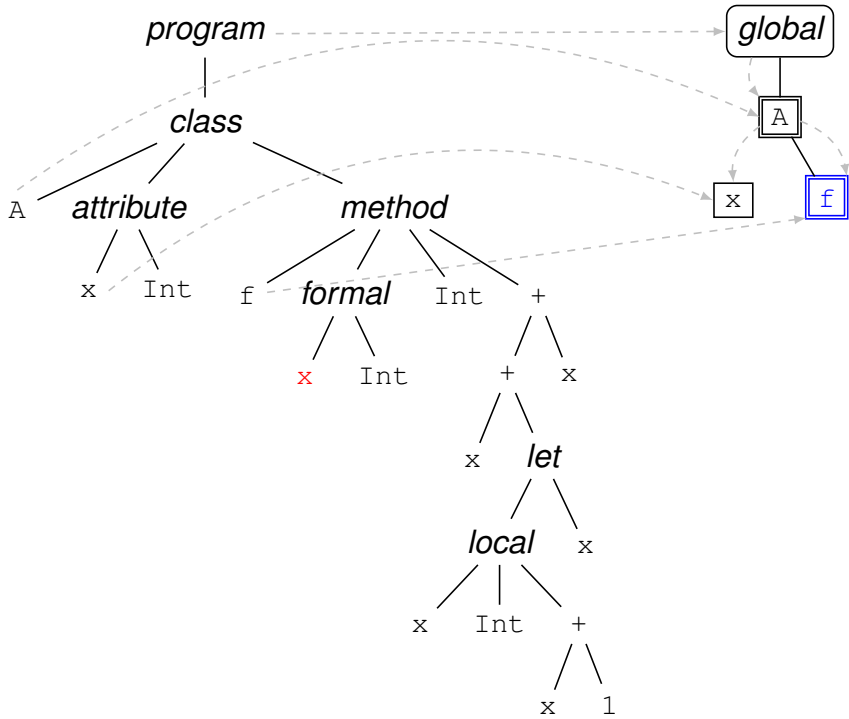 program global
class A
A attribute method x f
x Int f formal Int +
x Int + x
x let
local x
x Int +
x 1